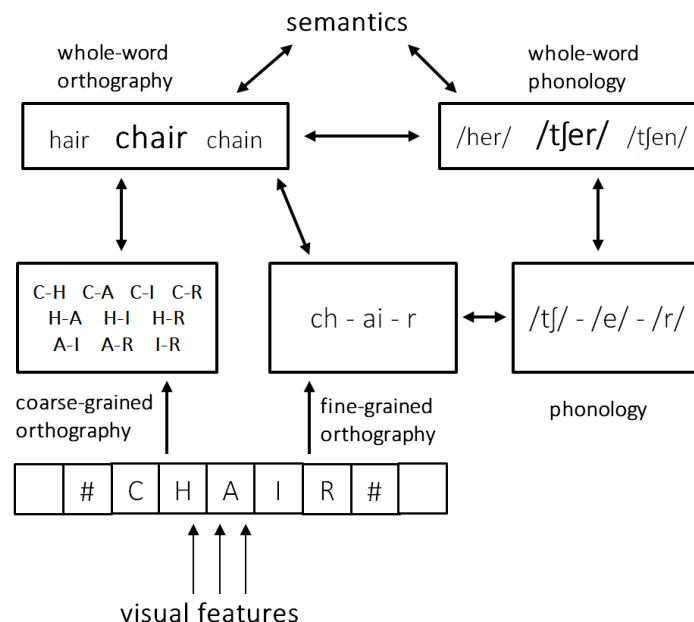 semantics
whole-word
orthography
whole-word
phonology
hair chair chain
/her/ /tʃer/ /tʃen/
C-H C-A C-I C-R
H-A H-I H-R
A-I A-R I-R
ch - ai - r
/tʃ/ - /e/ - /r/
coarse-grained
orthography
fine-grained
orthography
phonology
# C H A I R #
visual features